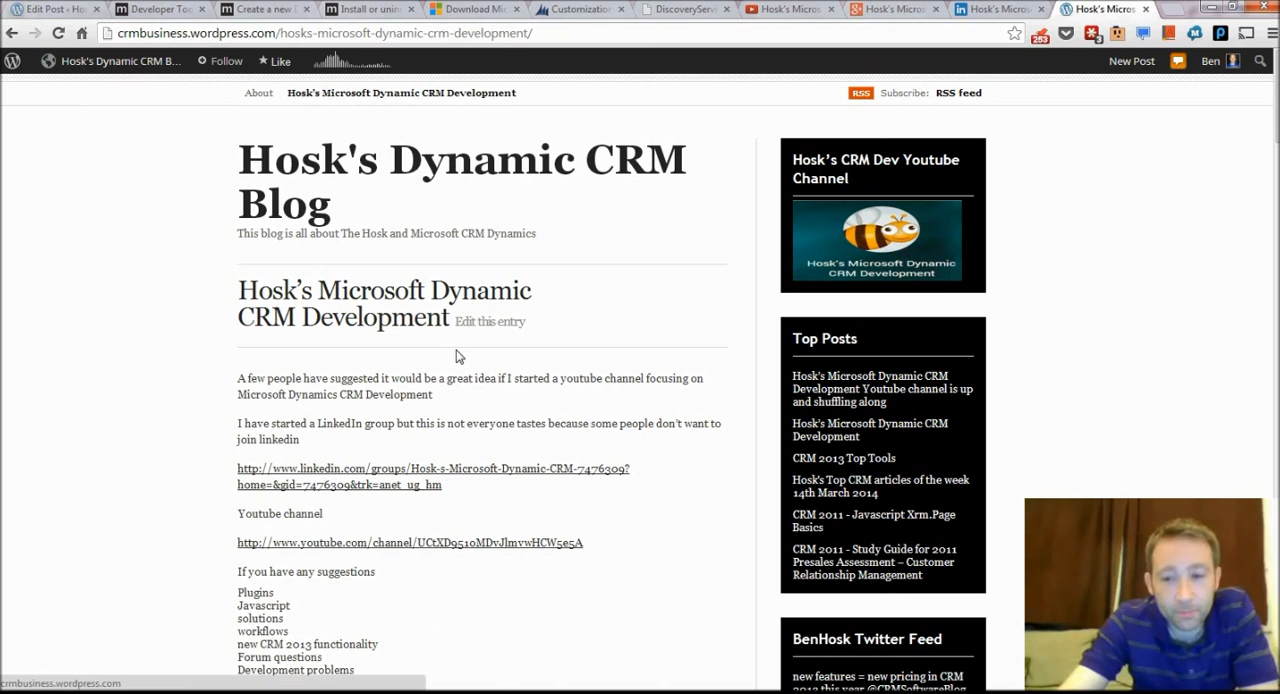 Edit Post ‹ Hos
Developer Too
Create a new D
Install or unin
Download Mic
Customization
DiscoveryServi
Hosk's Micros
Hosk's Micros
Hosk's Micros
Hosk's Micros
crmbusiness.wordpress.com/hosks-microsoft-dynamic-crm-development/
253
3
Hosk's Dynamic CRM B...
Follow
Like
New Post
Ben
About
Hosk's Microsoft Dynamic CRM Development
RSS
Subscribe:
RSS feed
Hosk's Dynamic CRM
Blog
This blog is all about The Hosk and Microsoft CRM Dynamics
Hosk's Microsoft Dynamic
CRM Development Edit this entry
A few people have suggested it would be a great idea if I started a youtube channel focusing on
Microsoft Dynamics CRM Development
I have started a LinkedIn group but this is not everyone tastes because some people don't want to
join linkedin
http://www.linkedin.com/groups/Hosk-s-Microsoft-Dynamic-CRM-7476309?
home=&gid=7476309&trk=anet_ug_hm
Youtube channel
http://www.youtube.com/channel/UCtXD951oMDvJlmvwHCW5e5A
If you have any suggestions
Plugins
Javascript
solutions
workflows
new CRM 2013 functionality
Forum questions
Development problems
Hosk's CRM Dev Youtube
Channel
Hosk's Microsoft Dynamic
CRM Development
Top Posts
Hosk's Microsoft Dynamic CRM
Development Youtube channel is up
and shuffling along
Hosk's Microsoft Dynamic CRM
Development
CRM 2013 Top Tools
Hosk's Top CRM articles of the week
14th March 2014
CRM 2011 - Javascript Xrm.Page
Basics
CRM 2011 - Study Guide for 2011
Presales Assessment – Customer
Relationship Management
BenHosk Twitter Feed
new features = new pricing in CRM
2013 this year @CRMSoftwareBlog
crmbusiness.wordpress.com